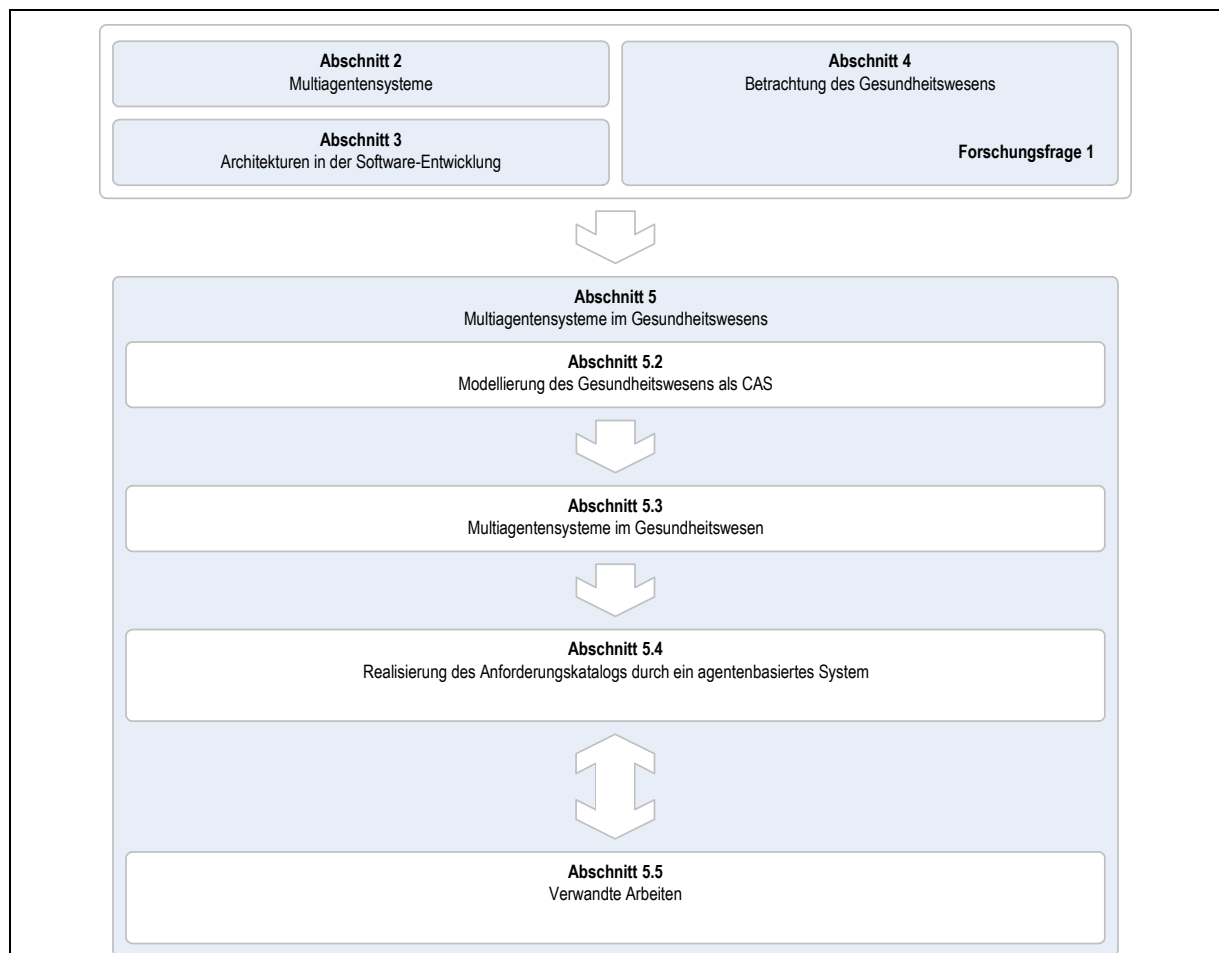 Abschnitt 2
Multiagentensysteme
Abschnitt 3
Architekturen in der Software-Entwicklung
Abschnitt 4
Betrachtung des Gesundheitswesens
Forschungsfrage 1
Abschnitt 5
Multiagentensysteme im Gesundheitswesens
Abschnitt 5.2
Modellierung des Gesundheitswesens als CAS
Abschnitt 5.3
Multiagentensysteme im Gesundheitswesen
Abschnitt 5.4
Realisierung des Anforderungskatalogs durch ein agentenbasiertes System
Abschnitt 5.5
Verwandte Arbeiten